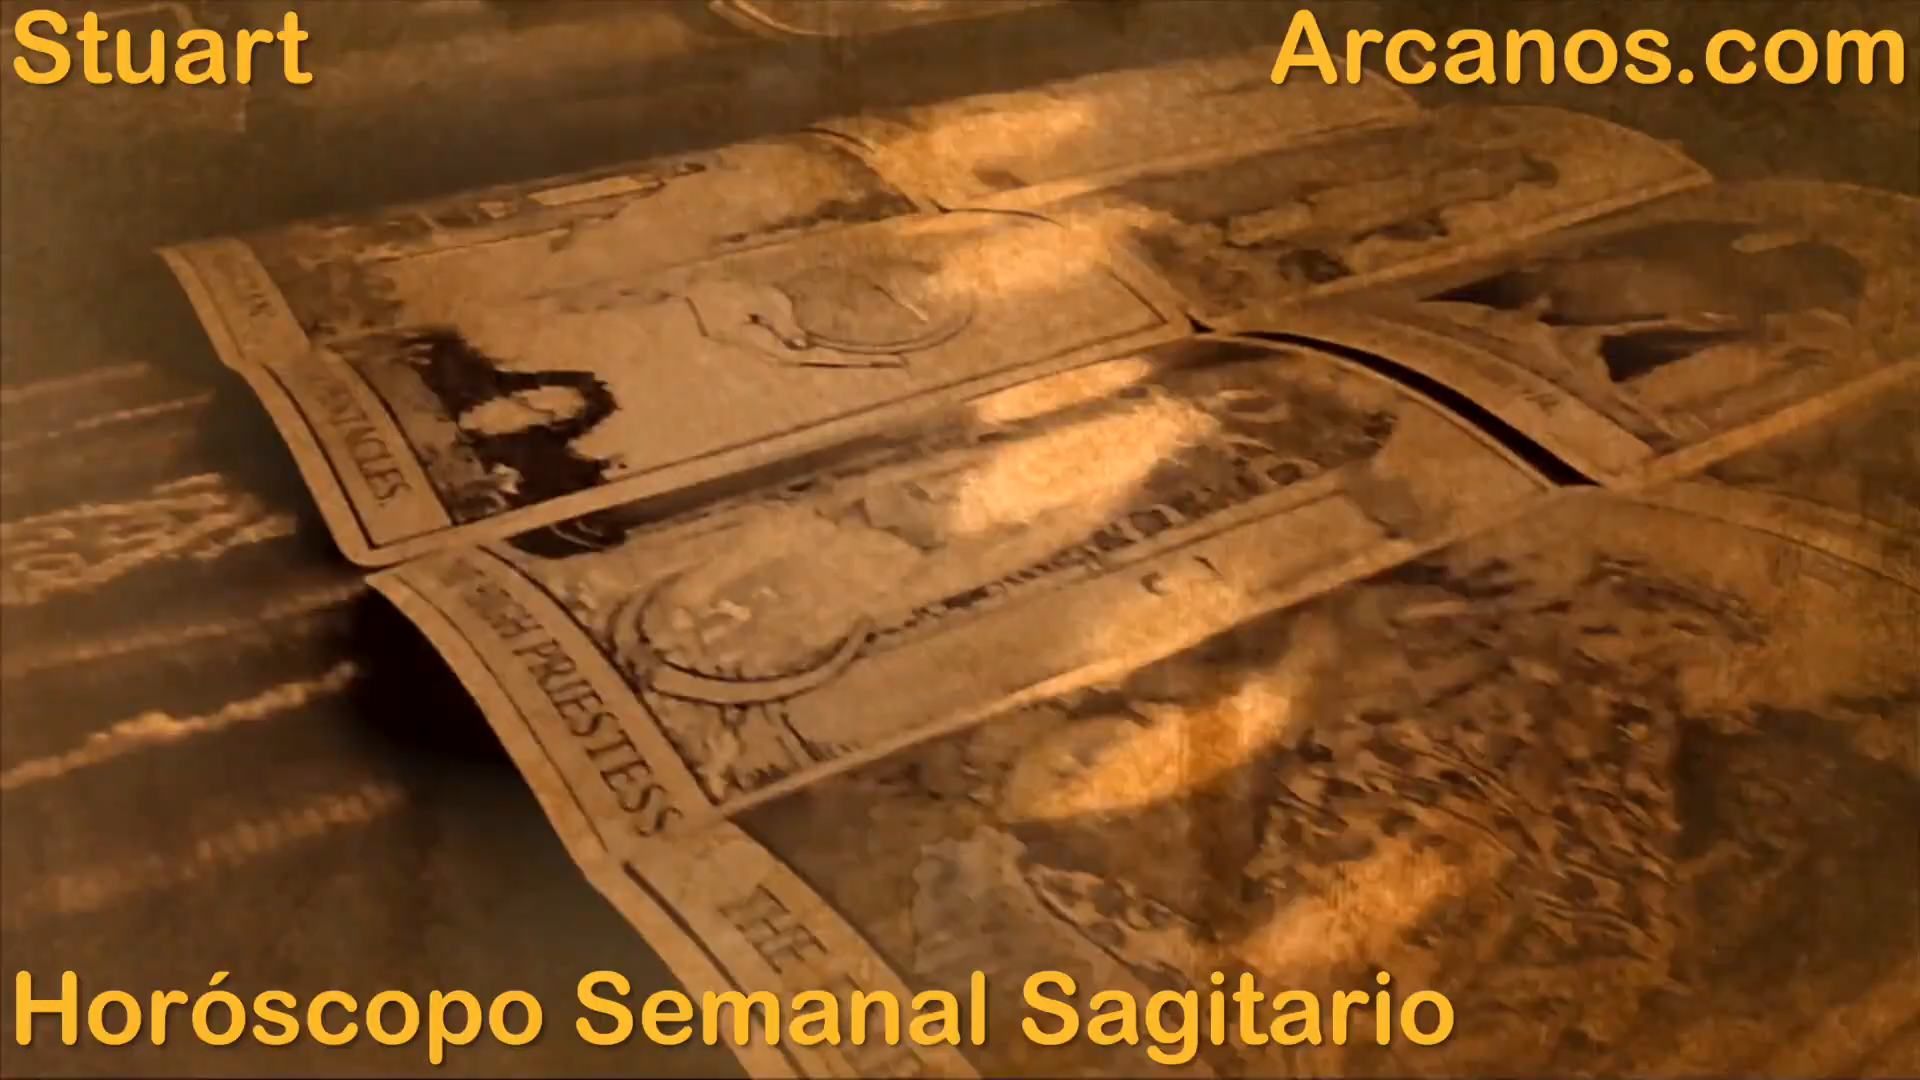 Stuart
Arcanos.com
PENTACLES.
HIGH PRIESTESS
THE
Horóscopo Semanal Sagitario